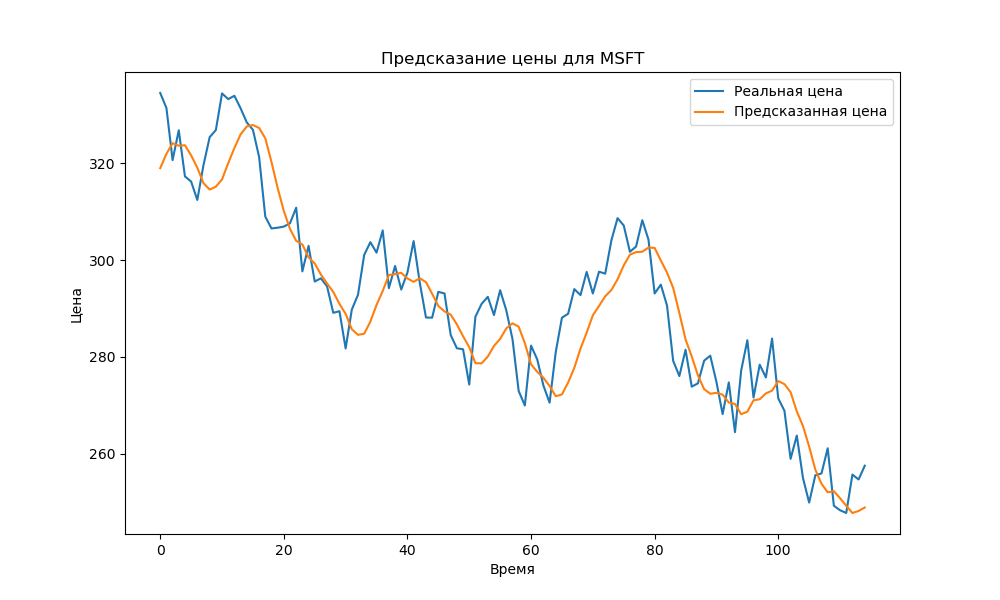 Предсказание цены для MSFT
Реальная цена
Предсказанная цена
Цена
320
300
280
260
0 20 40 60 80 100
Время